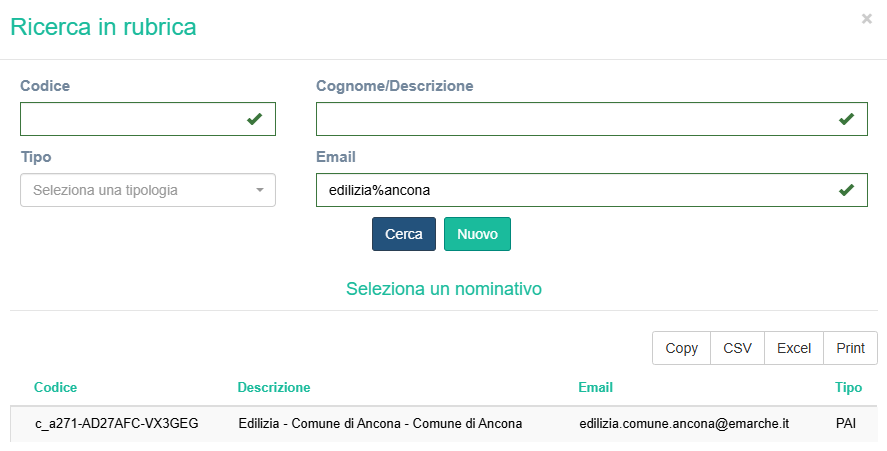 Ricerca in rubrica
×
Codice Cognome/Descrizione
Tipo Email
Seleziona una tipologia edilizia%ancona
Cerca Nuovo
Seleziona un nominativo
Copy CSV Excel Print
Codice Descrizione Email Tipo
c_a271-AD27AFC-VX3GEG Edilizia - Comune di Ancona - Comune di Ancona edilizia.comune.ancona@emarche.it PAI